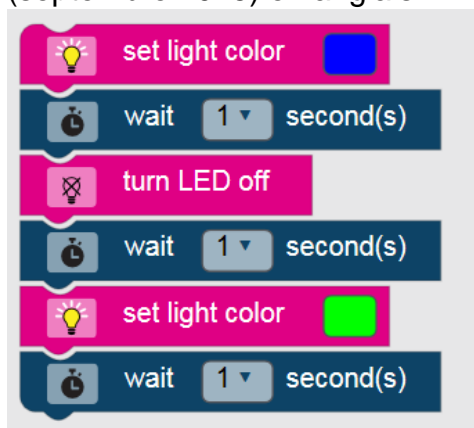 set light color
wait 1 second(s)
turn LED off
wait 1 second(s)
set light color
wait 1 second(s)